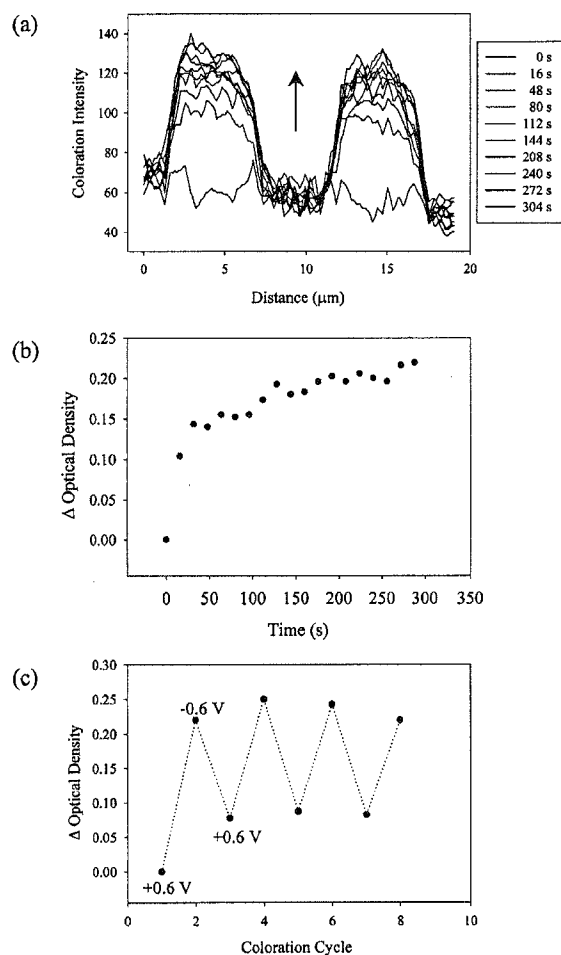 (a)
140
120
100
80
60
40
Coloration Intensity
0
5
10
15
20
Distance (μm)
0 s
16 s
48 s
80 s
112 s
144 s
208 s
240 s
272 s
304 s
(b)
0.25
0.20
0.15
0.10
0.05
0.00
Δ Optical Density
0
50
100
150
200
250
300
350
Time (s)
(c)
0.30
0.25
0.20
0.15
0.10
0.05
0.00
Δ Optical Density
-0.6 V
+0.6 V
+0.6 V
0
2
4
6
8
10
Coloration Cycle